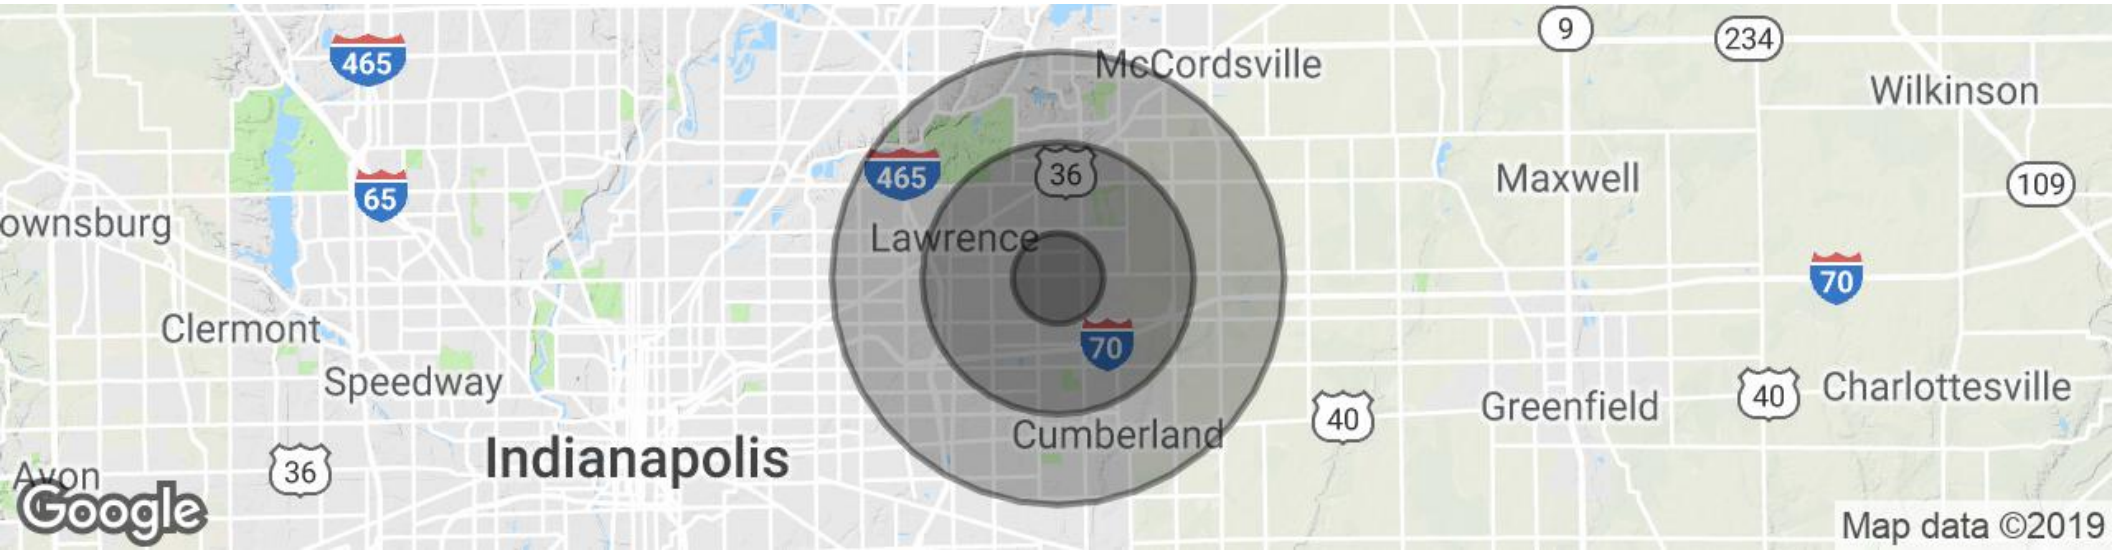 9
234
465
McCordsville
Wilkinson
465
36
Maxwell
109
65
ownsburg
Lawrence
70
Clermont
70
Speedway
40
Charlottesville
40
Greenfield
Cumberland
Indianapolis
36
Avon
Google
Map data ©2019